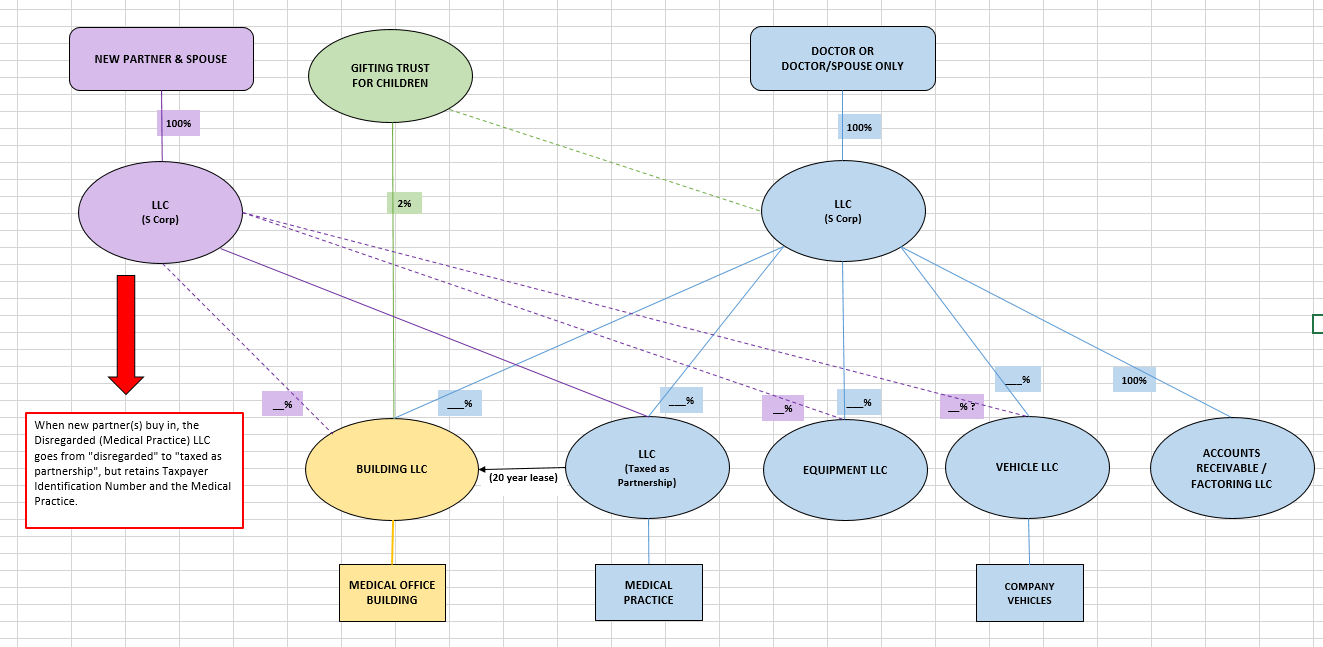 NEW PARTNER & SPOUSE
GIFTING TRUST
FOR CHILDREN
DOCTOR OR
DOCTOR/SPOUSE ONLY
100%
100%
2%
LLC
(S Corp)
LLC
(S Corp)
___%
100%
__%
___%
___%
__%
___%
__% ?
When new partner(s) buy in, the
Disregarded (Medical Practice) LLC
goes from "disregarded" to "taxed as
partnership", but retains Taxpayer
Identification Number and the Medical
Practice.
BUILDING LLC
(20 year lease)
LLC
(Taxed as
Partnership)
EQUIPMENT LLC
VEHICLE LLC
ACCOUNTS
RECEIVABLE /
FACTORING LLC
MEDICAL OFFICE
BUILDING
MEDICAL
PRACTICE
COMPANY
VEHICLES